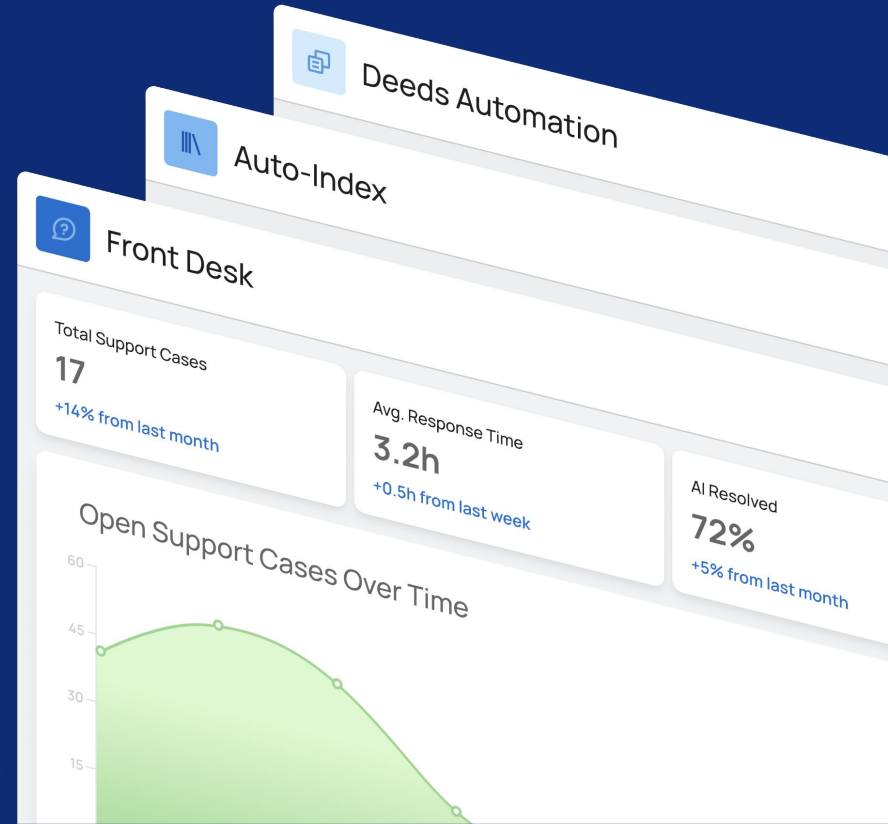 Deeds Automation
Auto-Index
Front Desk
Total Support Cases
17
+14% from last month
Avg. Response Time
3.2h
+0.5h from last week
AI Resolved
72%
+5% from last month
Open Support Cases Over Time
60
45
30
15